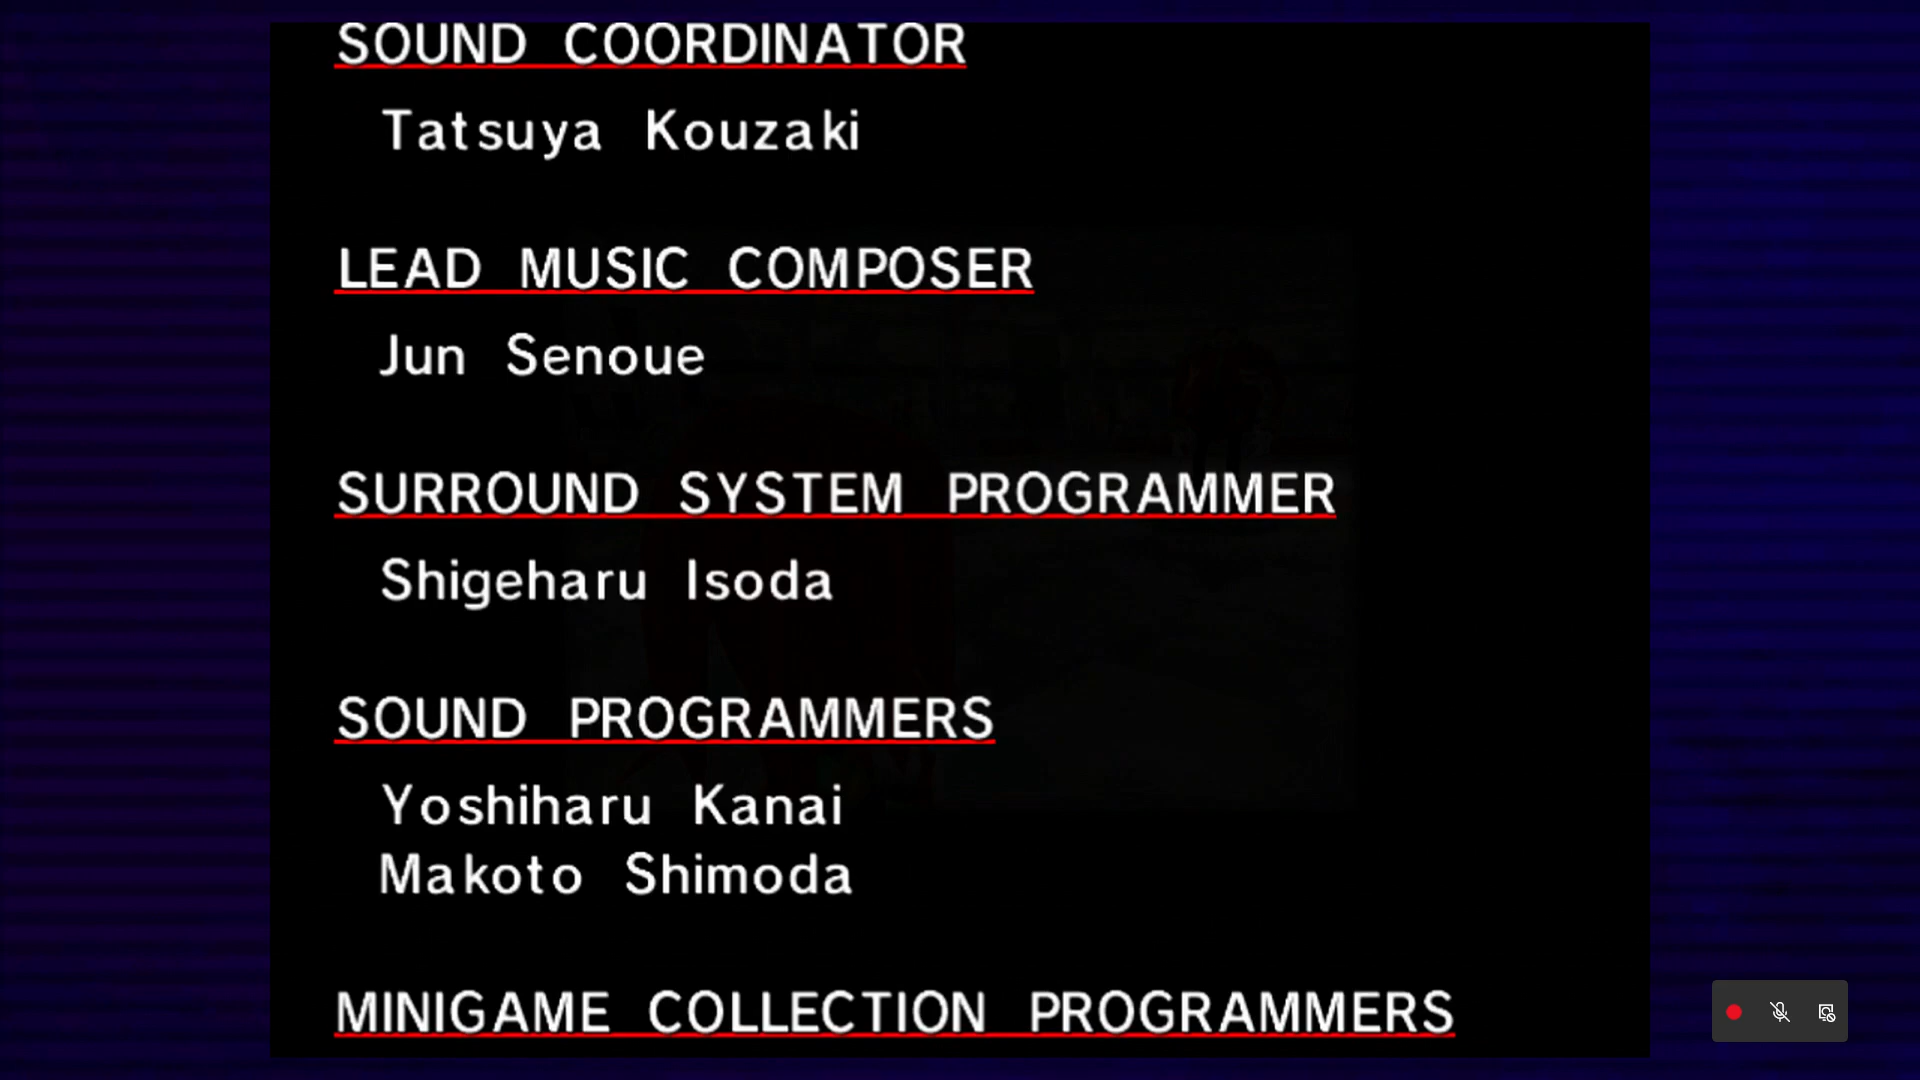 SOUND COORDINATOR
Tatsuya Kouzaki
LEAD MUSIC COMPOSER
Jun Senoue
SURROUND SYSTEM PROGRAMMER
Shigeharu Isoda
SOUND PROGRAMMERS
Yoshiharu Kanai
Makoto Shimoda
MINIGAME COLLECTION PROGRAMMERS